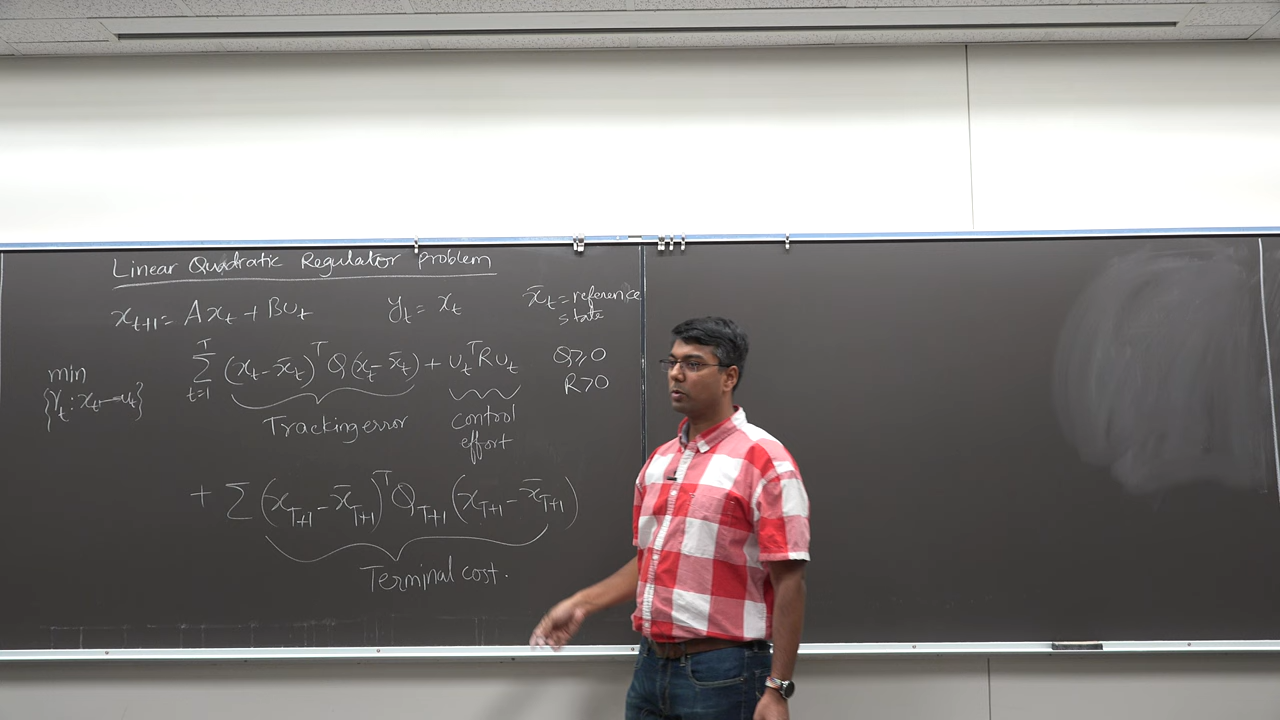 Linear Quadratic Regulator Problem
x_{t+1} = Ax_t + Bu_t   y_t = x_t   x̄_t = reference state
min {γ_t : x_t → u_t}   Σ_{t=1}^{T} (x_t - x̄_t)^T Q (x_t - x̄_t) + u_t^T R u_t   Q ≥ 0
R > 0
Tracking error   control effort
+ Σ (x_{T+1} - x̄_{T+1})^T Q_{T+1} (x_{T+1} - x̄_{T+1})
Terminal cost.